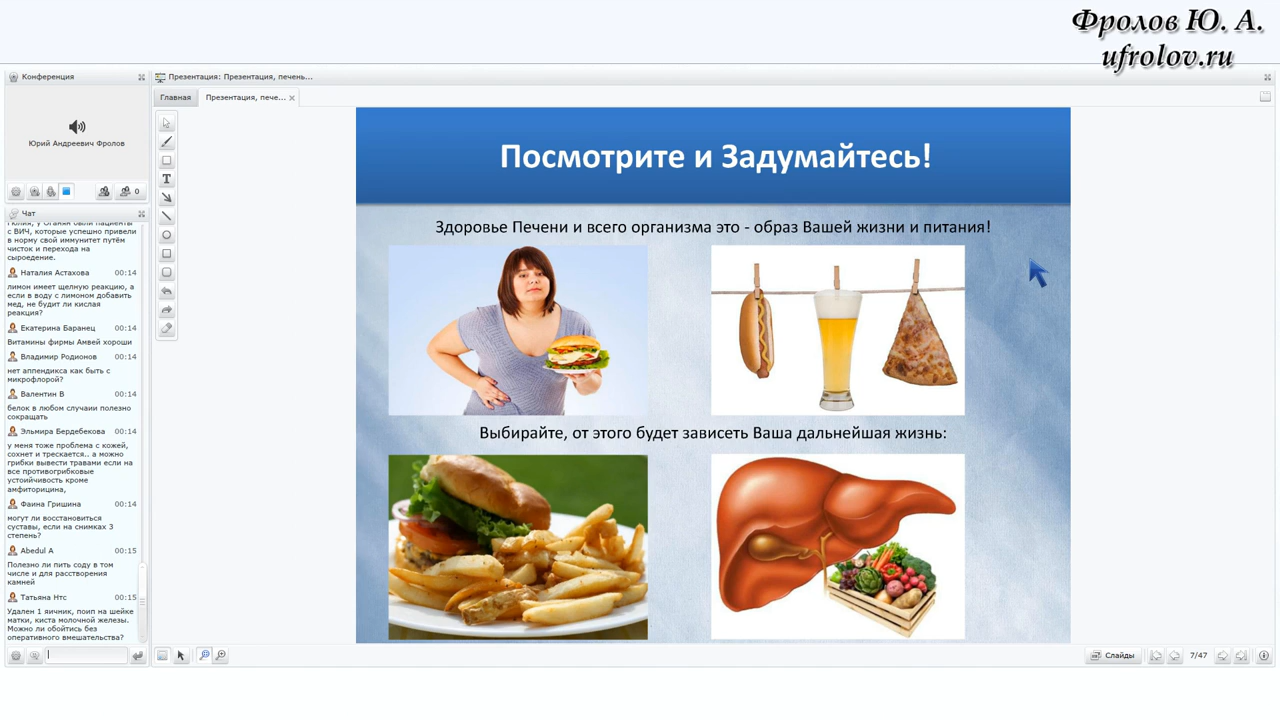 Фролов Ю. А.
ufrolov.ru
Конференция
Презентация: Презентация, печень...
Главная
Презентация, пече...
Юрий Андреевич Фролов
0
Чат
с ВИЧ, которые успешно привели
в норму свой иммунитет путём
чисток и перехода на
сыроедение.
Наталия Астахова 00:14
лимон имеет щелную реакцию, а
если в воду с лимоном добавить
мед, не будит ли кислая
реакция?
Екатерина Баранец 00:14
Витамины фирмы Амвей хороши
Владимир Родионов 00:14
нет аппендикса как быть с
микрофлорой?
Валентин В 00:14
белок в любом случаии полезно
сокращать
Эльмира Бердебекова 00:14
у меня тоже проблема с кожей,
сохнет и трескается.. а можно
грибки вывести травами если на
все противогрибковые
устоийчивость кроме
амфиторицина,
Фаина Гришина 00:14
могут ли восстановиться
суставы, если на снимках 3
степень?
Abedul A 00:15
Полезно ли пить соду в том
числе и для расстворения
камней
Татьяна Нтс 00:15
Удален 1 яичник, поип на шейке
матки, киста молочной железы.
Можно ли обойтись без
оперативного вмешательства?
Посмотрите и Задумайтесь!
Здоровье Печени и всего организма это - образ Вашей жизни и питания!
Выбирайте, от этого будет зависеть Ваша дальнейшая жизнь:
Слайды
7/47